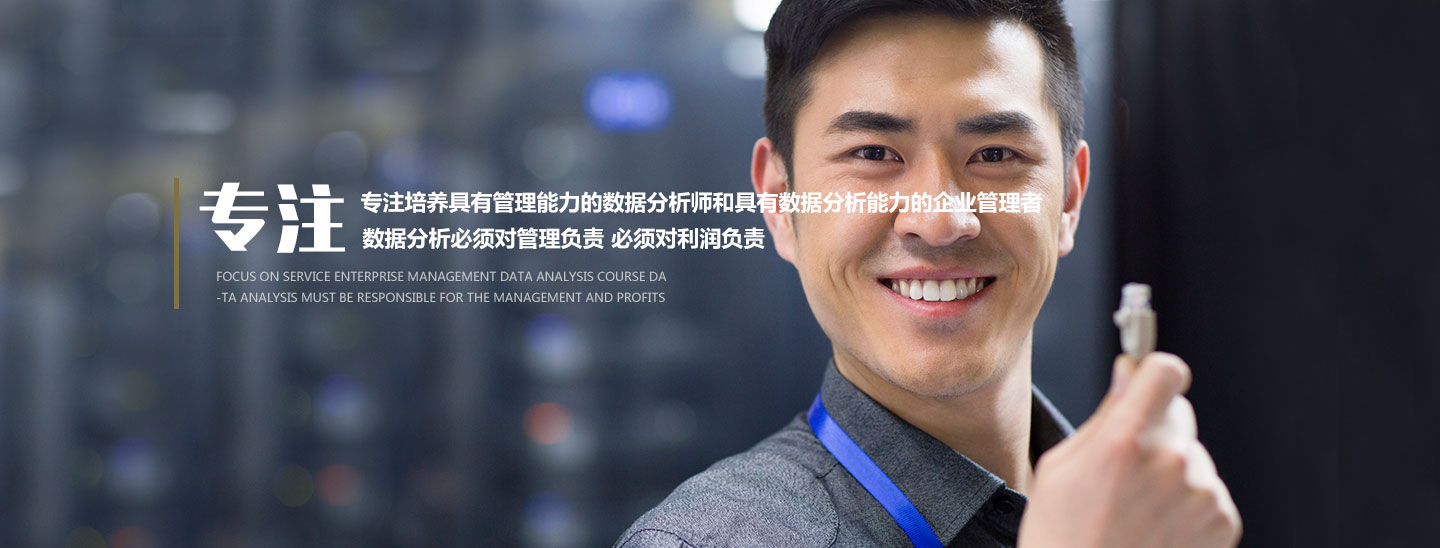 专注
专注培养具有管理能力的数据分析师和具有数据分析能力的企业管理者
数据分析必须对管理负责 必须对利润负责
FOCUS ON SERVICE ENTERPRISE MANAGEMENT DATA ANALYSIS COURSE DA
-TA ANALYSIS MUST BE RESPONSIBLE FOR THE MANAGEMENT AND PROFITS